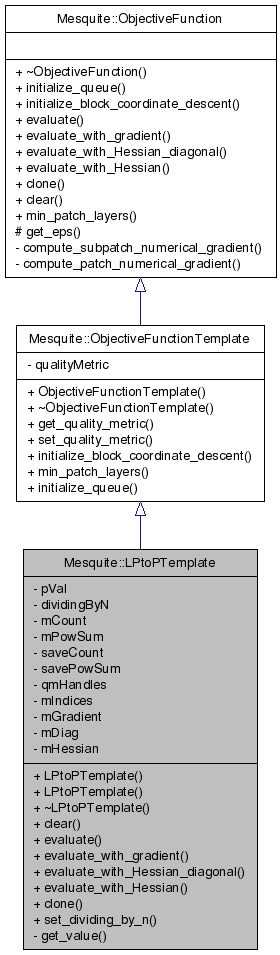 Mesquite::ObjectiveFunction
+ ~ObjectiveFunction()
+ initialize_queue()
+ initialize_block_coordinate_descent()
+ evaluate()
+ evaluate_with_gradient()
+ evaluate_with_Hessian_diagonal()
+ evaluate_with_Hessian()
+ clone()
+ clear()
+ min_patch_layers()
# get_eps()
- compute_subpatch_numerical_gradient()
- compute_patch_numerical_gradient()
Mesquite::ObjectiveFunctionTemplate
- qualityMetric
+ ObjectiveFunctionTemplate()
+ ~ObjectiveFunctionTemplate()
+ get_quality_metric()
+ set_quality_metric()
+ initialize_block_coordinate_descent()
+ min_patch_layers()
+ initialize_queue()
Mesquite::LPtoPTemplate
- pVal
- dividingByN
- mCount
- mPowSum
- saveCount
- savePowSum
- qmHandles
- mIndices
- mGradient
- mDiag
- mHessian
+ LPtoPTemplate()
+ LPtoPTemplate()
+ ~LPtoPTemplate()
+ clear()
+ evaluate()
+ evaluate_with_gradient()
+ evaluate_with_Hessian_diagonal()
+ evaluate_with_Hessian()
+ clone()
+ set_dividing_by_n()
- get_value()